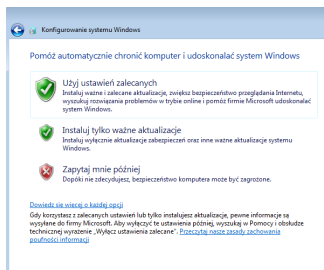 Konfigurowanie systemu Windows
Pomóż automatycznie chronić komputer i udoskonalać system Windows
Użyj ustawień zalecanych
Instaluj ważne i zalecane aktualizacje, zwiększ bezpieczeństwo przeglądania Internetu,
wyszukuj rozwiązania problemów w trybie online i pomóż firmie Microsoft udoskonalać
system Windows.
Instaluj tylko ważne aktualizacje
Instaluj wyłącznie aktualizacje zabezpieczeń oraz inne ważne aktualizacje systemu
Windows.
Zapytaj mnie później
Dopóki nie zdecydujesz, bezpieczeństwo komputera może być zagrożone.
Dowiedz się więcej o każdej opcji
Gdy korzystasz z zalecanych ustawień lub tylko instalujesz aktualizacje, pewne informacje są
wysyłane do firmy Microsoft. Aby wyłączyć te ustawienia później, wyszukaj w Pomocy i obsłudze
technicznej wyrażenie „Wyłącz ustawienia zalecane”. Przeczytaj nasze zasady zachowania
poufności informacji